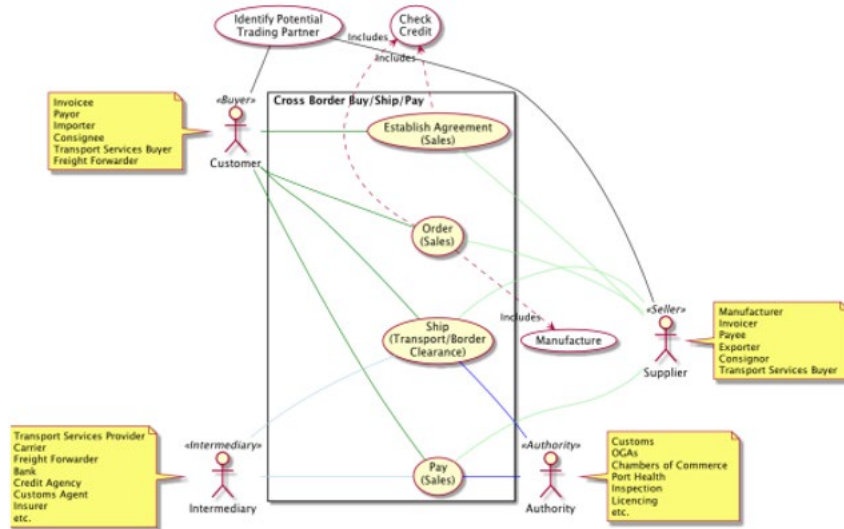 Identify Potential
Trading Partner
Check
Credit
Includes
Includes
Cross Border Buy/Ship/Pay
«Buyer»
Customer
Invoicee
Payor
Importer
Consignee
Transport Services Buyer
Freight Forwarder
Establish Agreement
(Sales)
Order
(Sales)
Ship
(Transport/Border
Clearance)
Includes
Manufacture
«Seller»
Supplier
Manufacturer
Invoicer
Payee
Exporter
Consignor
Transport Services Buyer
Transport Services Provider
Carrier
Freight Forwarder
Bank
Credit Agency
Customs Agent
Insurer
etc.
«Intermediary»
Intermediary
Pay
(Sales)
«Authority»
Authority
Customs
OGAs
Chambers of Commerce
Port Health
Inspection
Licencing
etc.